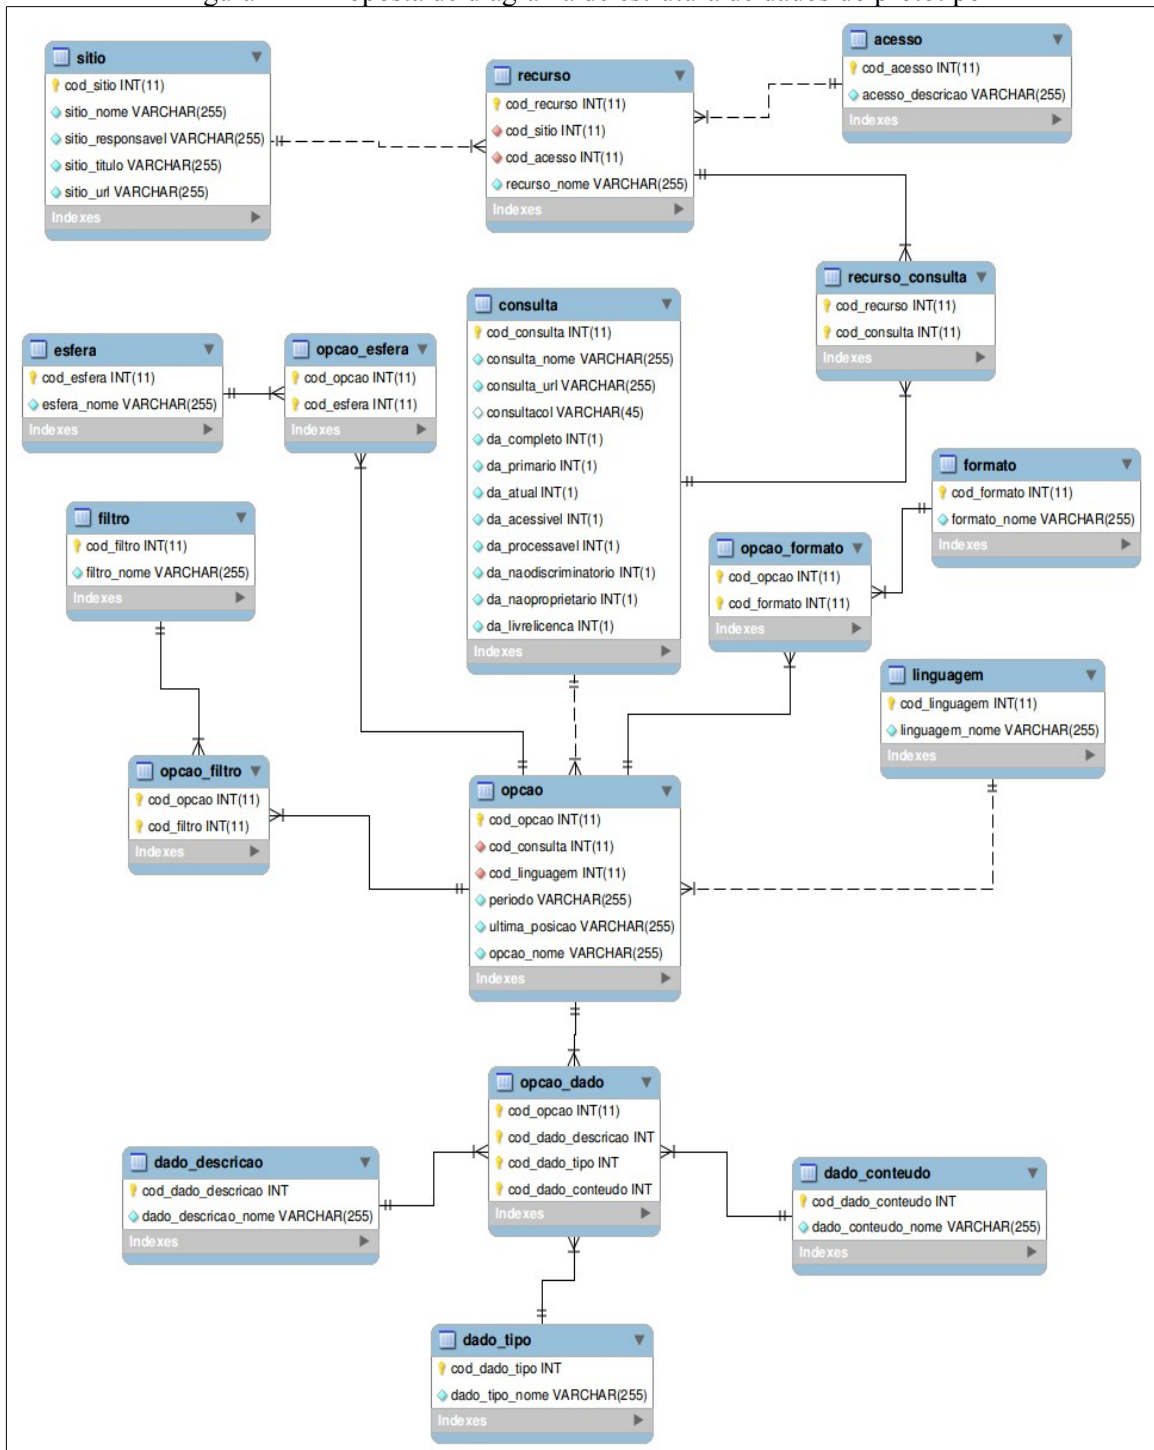 sitio
cod_sitio INT(11)
sitio_nome VARCHAR(255)
sitio_responsavel VARCHAR(255)
sitio_titulo VARCHAR(255)
sitio_url VARCHAR(255)
Indexes
recurso
cod_recurso INT(11)
cod_sitio INT(11)
cod_acesso INT(11)
recurso_nome VARCHAR(255)
Indexes
acesso
cod_acesso INT(11)
acesso_descricao VARCHAR(255)
Indexes
recurso_consulta
cod_recurso INT(11)
cod_consulta INT(11)
Indexes
consulta
cod_consulta INT(11)
consulta_nome VARCHAR(255)
consulta_url VARCHAR(255)
consultacol VARCHAR(45)
da_completo INT(1)
da_primario INT(1)
da_atual INT(1)
da_acessivel INT(1)
da_processavel INT(1)
da_naodiscriminatorio INT(1)
da_naoproprietario INT(1)
da_livrelicenca INT(1)
Indexes
esfera
cod_esfera INT(11)
esfera_nome VARCHAR(255)
Indexes
opcao_esfera
cod_opcao INT(11)
cod_esfera INT(11)
Indexes
formato
cod_formato INT(11)
formato_nome VARCHAR(255)
Indexes
filtro
cod_filtro INT(11)
filtro_nome VARCHAR(255)
Indexes
opcao_formato
cod_opcao INT(11)
cod_formato INT(11)
Indexes
linguagem
cod_linguagem INT(11)
linguagem_nome VARCHAR(255)
Indexes
opcao_filtro
cod_opcao INT(11)
cod_filtro INT(11)
Indexes
opcao
cod_opcao INT(11)
cod_consulta INT(11)
cod_linguagem INT(11)
periodo VARCHAR(255)
ultima_posicao VARCHAR(255)
opcao_nome VARCHAR(255)
Indexes
opcao_dado
cod_opcao INT(11)
cod_dado_descricao INT
cod_dado_tipo INT
cod_dado_conteudo INT
Indexes
dado_descricao
cod_dado_descricao INT
dado_descricao_nome VARCHAR(255)
Indexes
dado_conteudo
cod_dado_conteudo INT
dado_conteudo_nome VARCHAR(255)
Indexes
dado_tipo
cod_dado_tipo INT
dado_tipo_nome VARCHAR(255)
Indexes